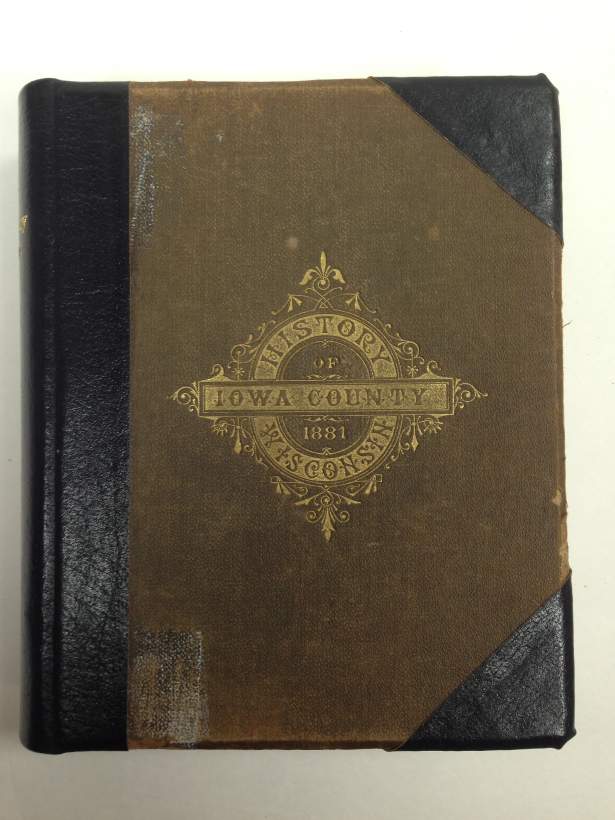 HISTORY
OF
IOWA COUNTY
1881
WISCONSIN